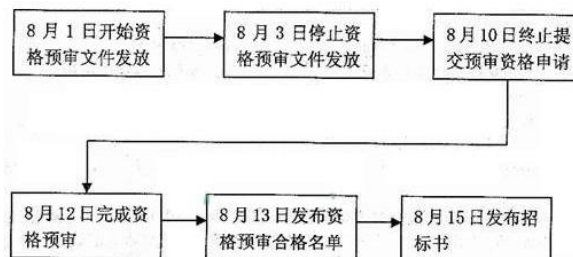 8月1日开始资
格预审文件发放
8月3日停止资
格预审文件发放
8月10日终止提
交预审资格申请
8月12日完成资
格预审
8月13日发布资
格预审合格名单
8月15日发布招
标书